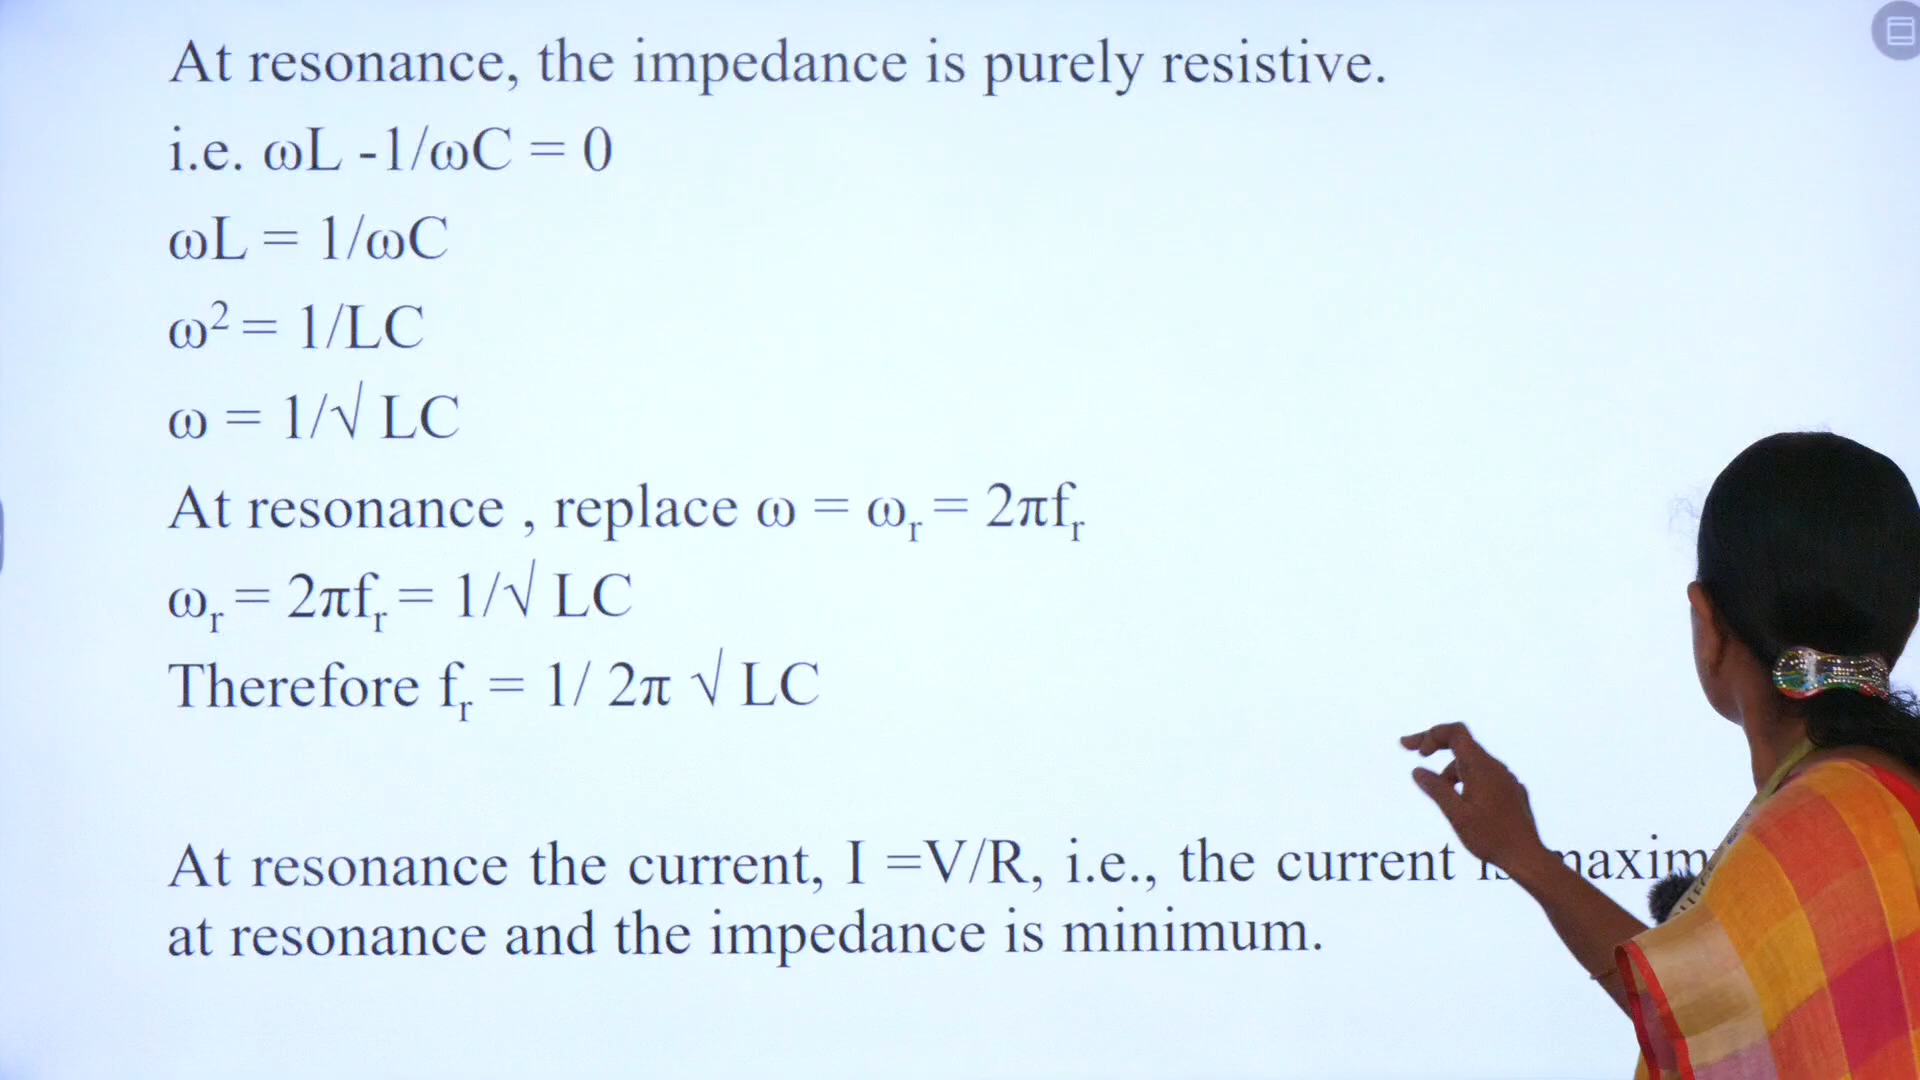 At resonance, the impedance is purely resistive.
i.e. ωL -1/ωC = 0
ωL = 1/ωC
ω² = 1/LC
ω = 1/√ LC
At resonance , replace ω = ωᵣ = 2πfᵣ
ωᵣ = 2πfᵣ = 1/√ LC
Therefore fᵣ = 1/ 2π √ LC
At resonance the current, I =V/R, i.e., the current
at resonance and the impedance is minimum.